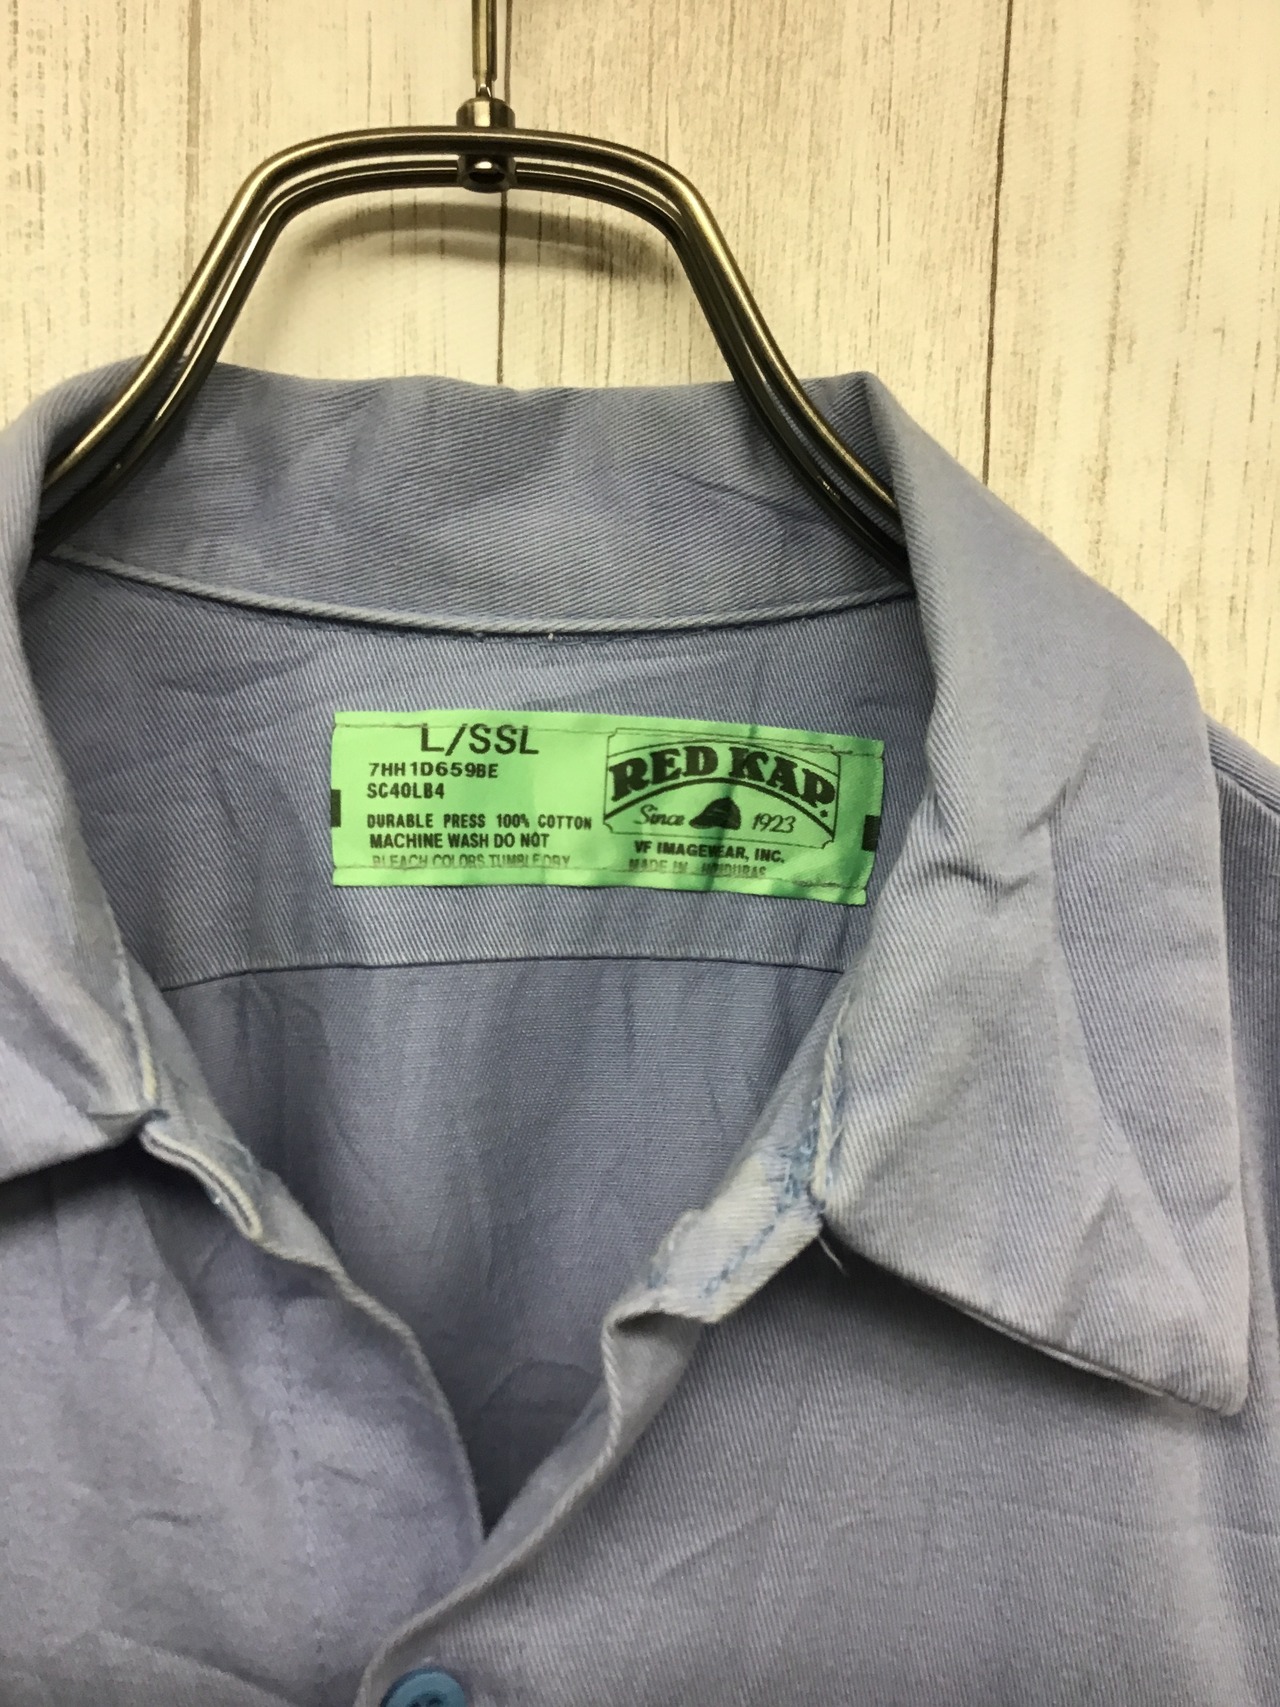 L/SSL
7HH1D659BE
SC40LB4
DURABLE PRESS 100% COTTON
MACHINE WASH DO NOT
BLEACH COLORS TUMBLE DRY
RED KAP®
Since 1923
VF IMAGEWEAR, INC.
MADE IN HONDURAS